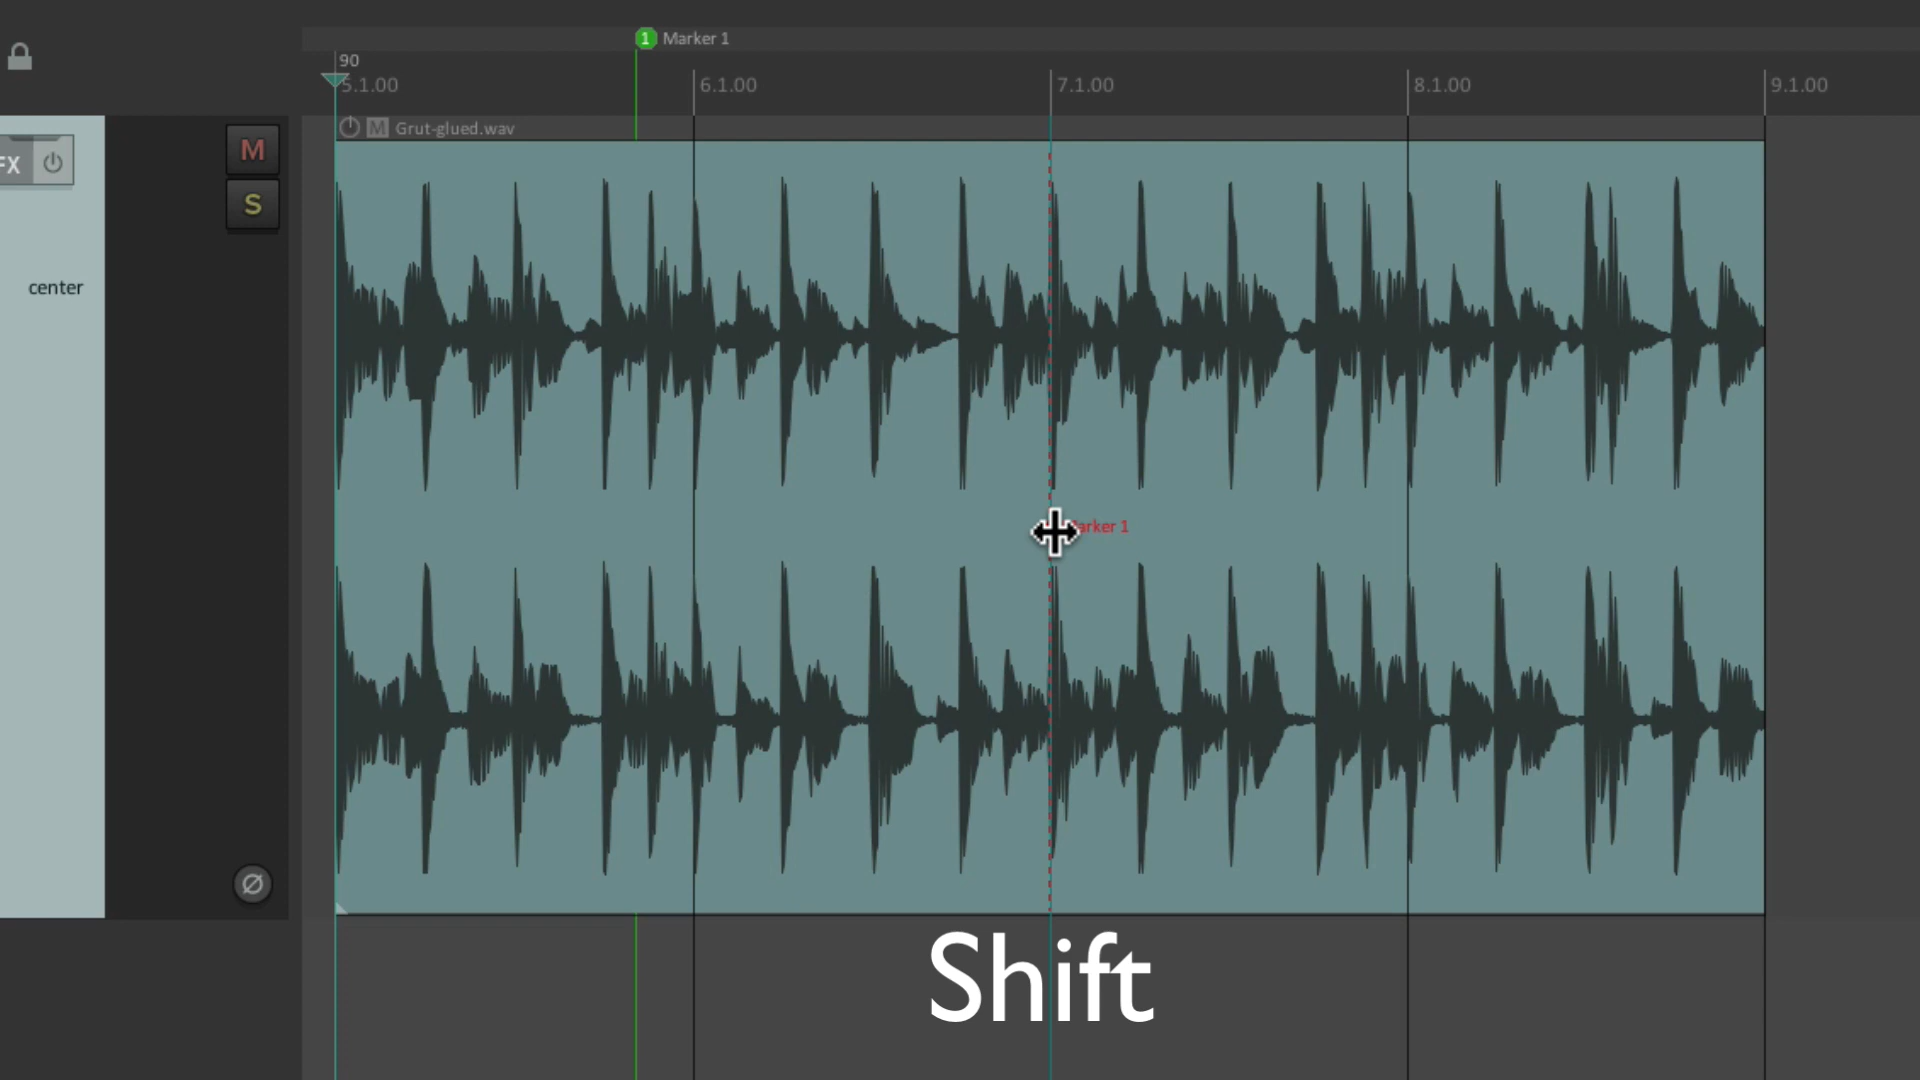 1 Marker 1
90
5.1.00 6.1.00 7.1.00 8.1.00 9.1.00
M Grut-glued.wav
FX
M
S
center
arker 1
Shift